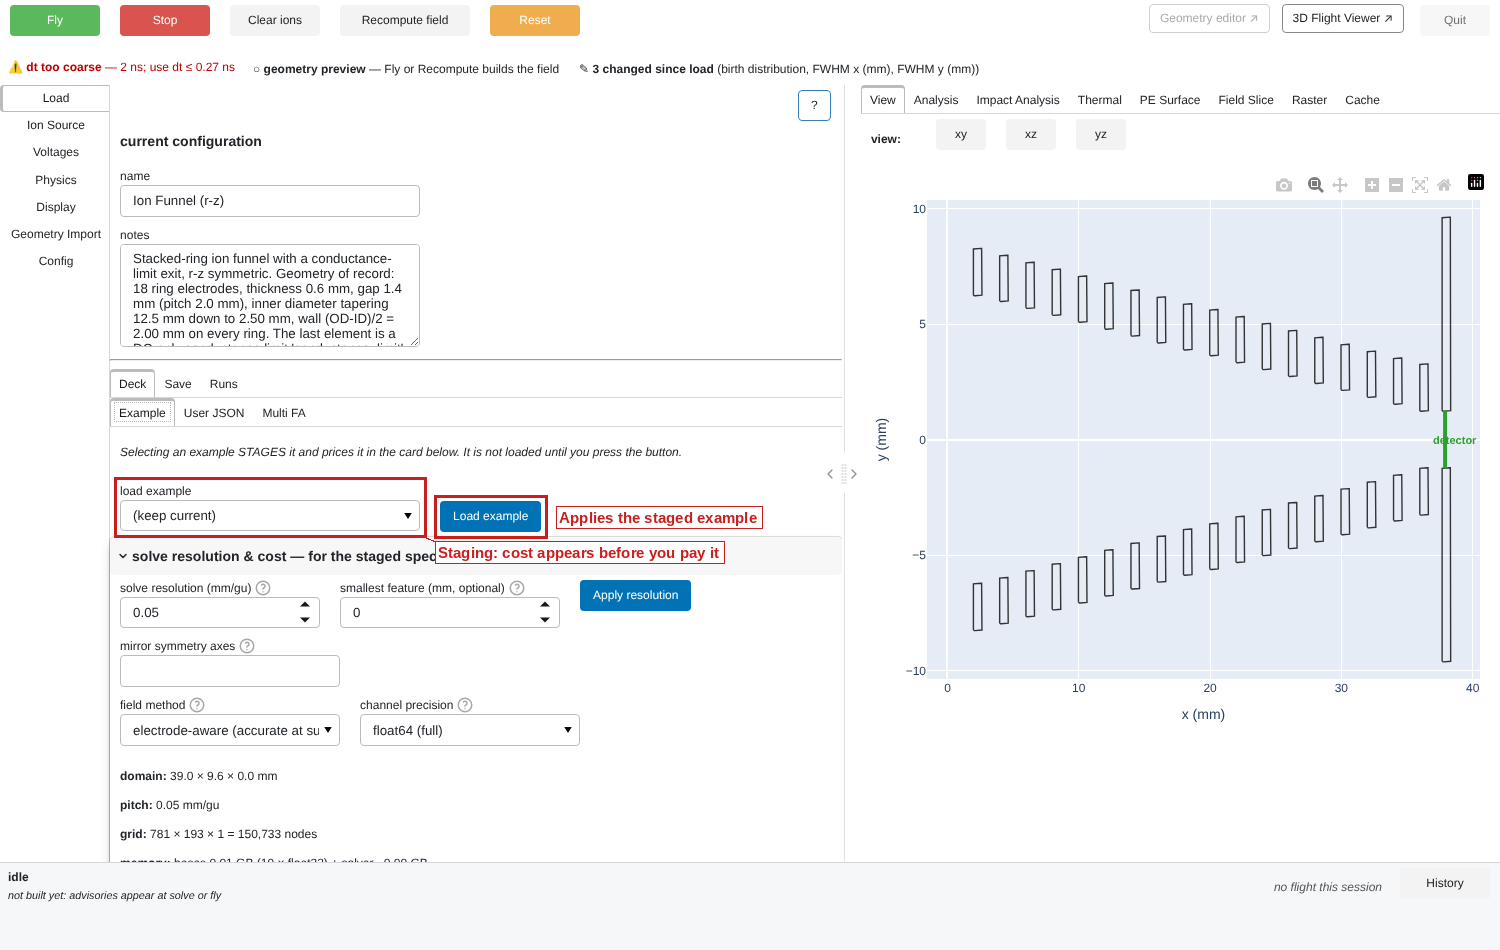 Fly
Stop
Clear ions
Recompute field
Reset
Geometry editor ↗
3D Flight Viewer ↗
Quit
⚠️ dt too coarse — 2 ns; use dt ≤ 0.27 ns
○ geometry preview — Fly or Recompute builds the field
✎ 3 changed since load (birth distribution, FWHM x (mm), FWHM y (mm))
Load
Ion Source
Voltages
Physics
Display
Geometry Import
Config
?
current configuration
name
Ion Funnel (r-z)
notes
Stacked-ring ion funnel with a conductance-
limit exit, r-z symmetric. Geometry of record:
18 ring electrodes, thickness 0.6 mm, gap 1.4
mm (pitch 2.0 mm), inner diameter tapering
12.5 mm down to 2.50 mm, wall (OD-ID)/2 =
2.00 mm on every ring. The last element is a
Deck
Save
Runs
Example
User JSON
Multi FA
Selecting an example STAGES it and prices it in the card below. It is not loaded until you press the button.
load example
(keep current)
Load example
Applies the staged example
Staging: cost appears before you pay it
solve resolution & cost — for the staged spec
solve resolution (mm/gu) ?
0.05
smallest feature (mm, optional) ?
0
Apply resolution
mirror symmetry axes ?
field method ?
electrode-aware (accurate at su
channel precision ?
float64 (full)
domain: 39.0 × 9.6 × 0.0 mm
pitch: 0.05 mm/gu
grid: 781 × 193 × 1 = 150,733 nodes
View
Analysis
Impact Analysis
Thermal
PE Surface
Field Slice
Raster
Cache
view:
xy
xz
yz
10
5
0
−5
−10
y (mm)
detector
0
10
20
30
40
x (mm)
idle
not built yet: advisories appear at solve or fly
no flight this session
History